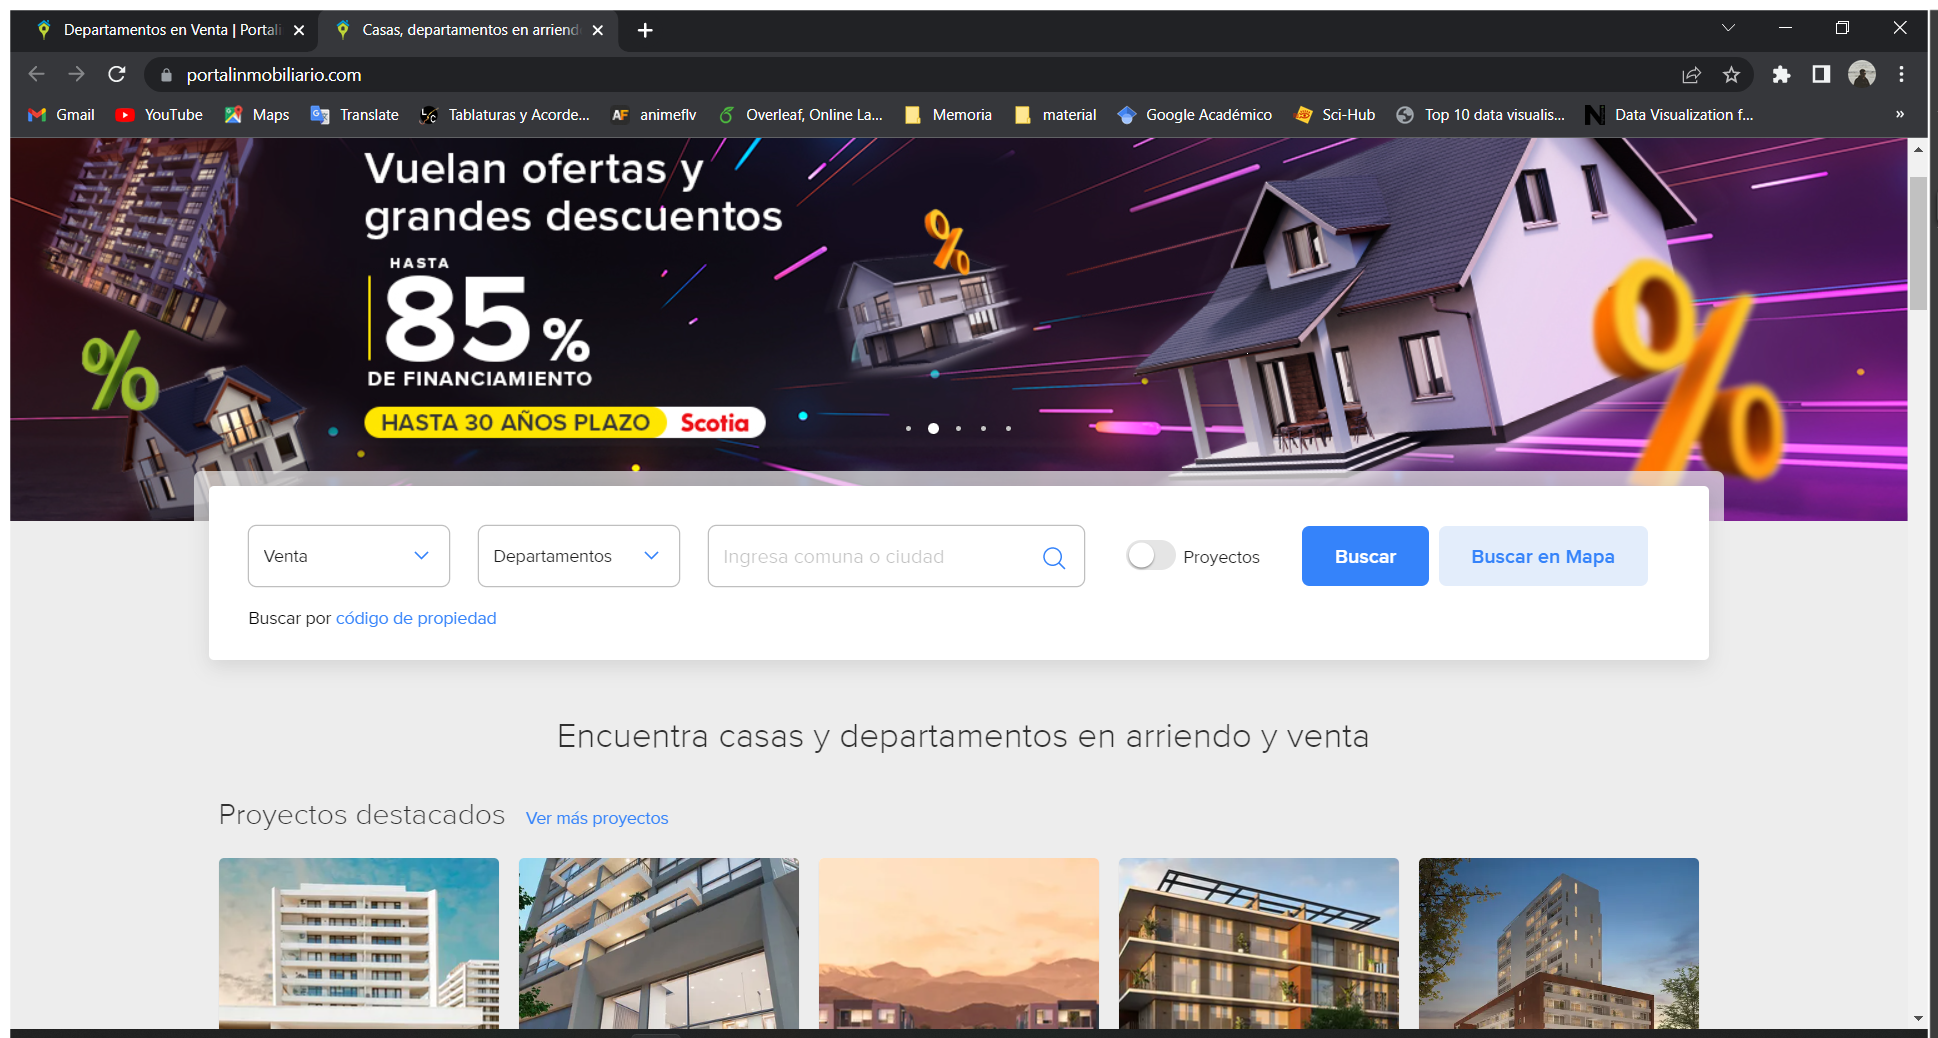 Departamentos en Venta | Portali
Casas, departamentos en arriend
portalinmobiliario.com
Gmail
YouTube
Maps
Translate
Tablaturas y Acorde...
AF animeflv
Overleaf, Online La...
Memoria
material
Google Académico
Sci-Hub
Top 10 data visualis...
Data Visualization f...
»
Vuelan ofertas y
grandes descuentos
HASTA
85%
DE FINANCIAMIENTO
HASTA 30 AÑOS PLAZO Scotia
%
%
%
Venta
Departamentos
Ingresa comuna o ciudad
Proyectos
Buscar
Buscar en Mapa
Buscar por código de propiedad
Encuentra casas y departamentos en arriendo y venta
Proyectos destacados Ver más proyectos